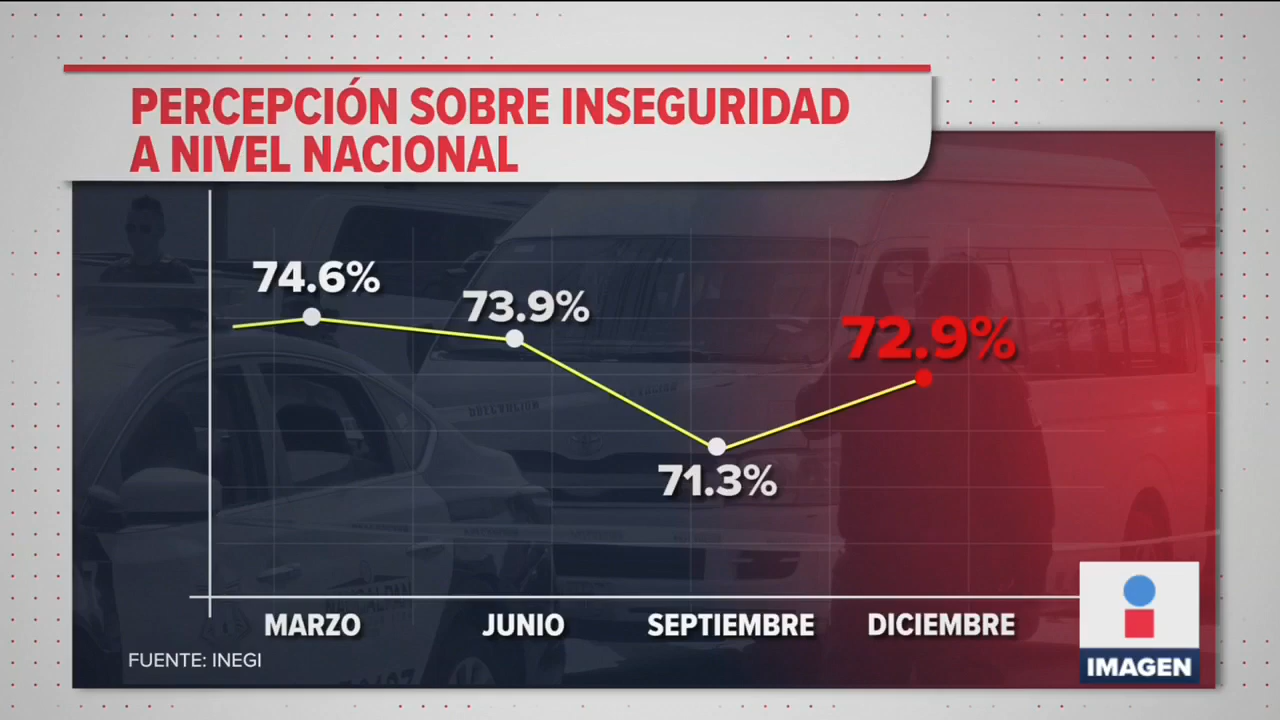 PERCEPCIÓN SOBRE INSEGURIDAD
A NIVEL NACIONAL
74.6%
73.9%
71.3%
72.9%
MARZO
JUNIO
SEPTIEMBRE
DICIEMBRE
FUENTE: INEGI
IMAGEN